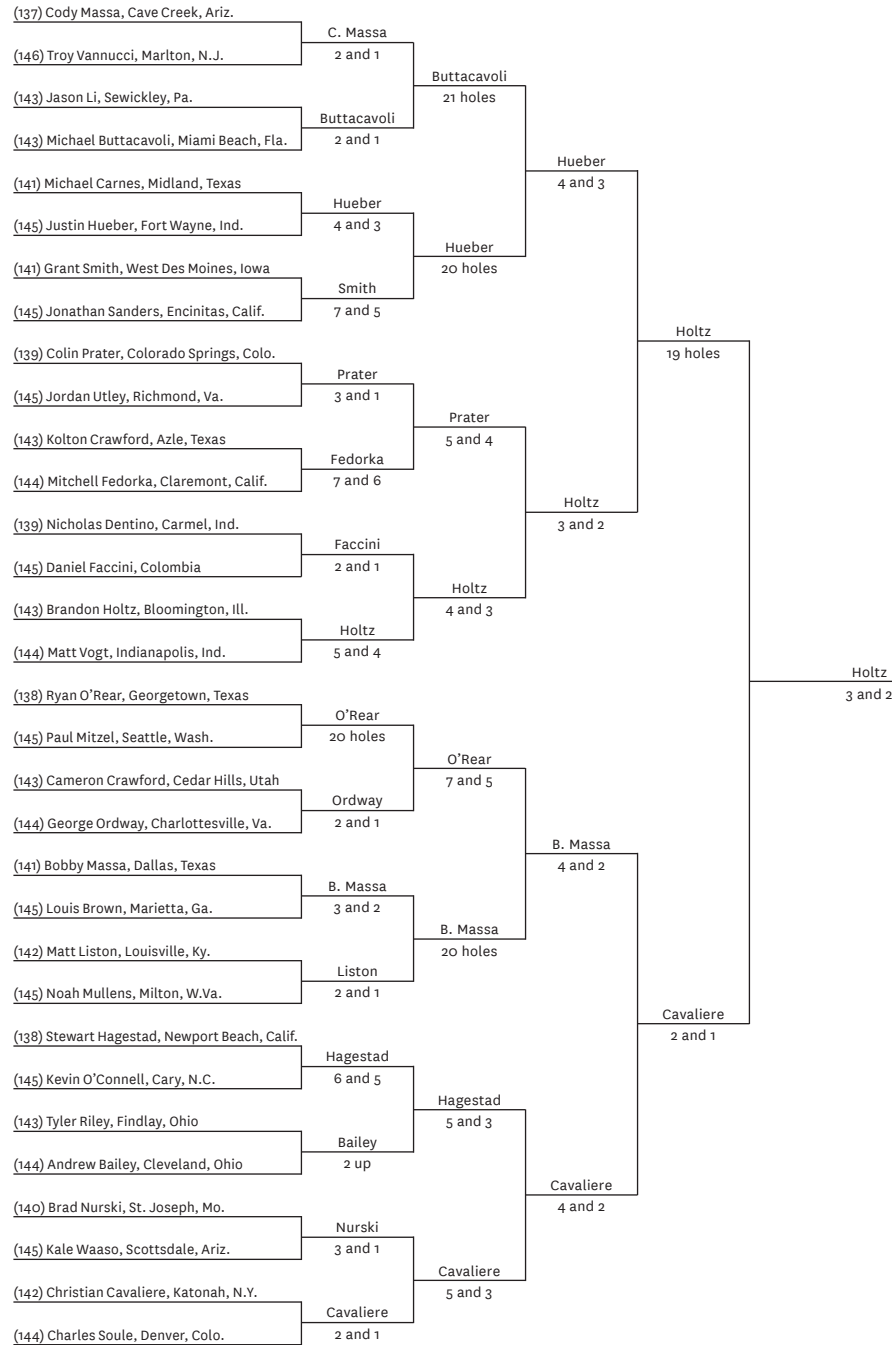 (137) Cody Massa, Cave Creek, Ariz.
(146) Troy Vannucci, Marlton, N.J.
(143) Jason Li, Sewickley, Pa.
(143) Michael Buttacavoli, Miami Beach, Fla.
(141) Michael Carnes, Midland, Texas
(145) Justin Hueber, Fort Wayne, Ind.
(141) Grant Smith, West Des Moines, Iowa
(145) Jonathan Sanders, Encinitas, Calif.
(139) Colin Prater, Colorado Springs, Colo.
(145) Jordan Utley, Richmond, Va.
(143) Kolton Crawford, Azle, Texas
(144) Mitchell Fedorka, Claremont, Calif.
(139) Nicholas Dentino, Carmel, Ind.
(145) Daniel Faccini, Colombia
(143) Brandon Holtz, Bloomington, Ill.
(144) Matt Vogt, Indianapolis, Ind.
(138) Ryan O’Rear, Georgetown, Texas
(145) Paul Mitzel, Seattle, Wash.
(143) Cameron Crawford, Cedar Hills, Utah
(144) George Ordway, Charlottesville, Va.
(141) Bobby Massa, Dallas, Texas
(145) Louis Brown, Marietta, Ga.
(142) Matt Liston, Louisville, Ky.
(145) Noah Mullens, Milton, W.Va.
(138) Stewart Hagestad, Newport Beach, Calif.
(145) Kevin O’Connell, Cary, N.C.
(143) Tyler Riley, Findlay, Ohio
(144) Andrew Bailey, Cleveland, Ohio
(140) Brad Nurski, St. Joseph, Mo.
(145) Kale Waaso, Scottsdale, Ariz.
(142) Christian Cavaliere, Katonah, N.Y.
(144) Charles Soule, Denver, Colo.
C. Massa
2 and 1
Buttacavoli
2 and 1
Hueber
4 and 3
Smith
7 and 5
Prater
3 and 1
Fedorka
7 and 6
Faccini
2 and 1
Holtz
5 and 4
O’Rear
20 holes
Ordway
2 and 1
B. Massa
3 and 2
Liston
2 and 1
Hagestad
6 and 5
Bailey
2 up
Nurski
3 and 1
Cavaliere
2 and 1
Buttacavoli
21 holes
Hueber
20 holes
Prater
5 and 4
Holtz
4 and 3
O’Rear
7 and 5
B. Massa
20 holes
Hagestad
5 and 3
Cavaliere
5 and 3
Hueber
4 and 3
Holtz
3 and 2
B. Massa
4 and 2
Cavaliere
4 and 2
Holtz
19 holes
Cavaliere
2 and 1
Holtz
3 and 2